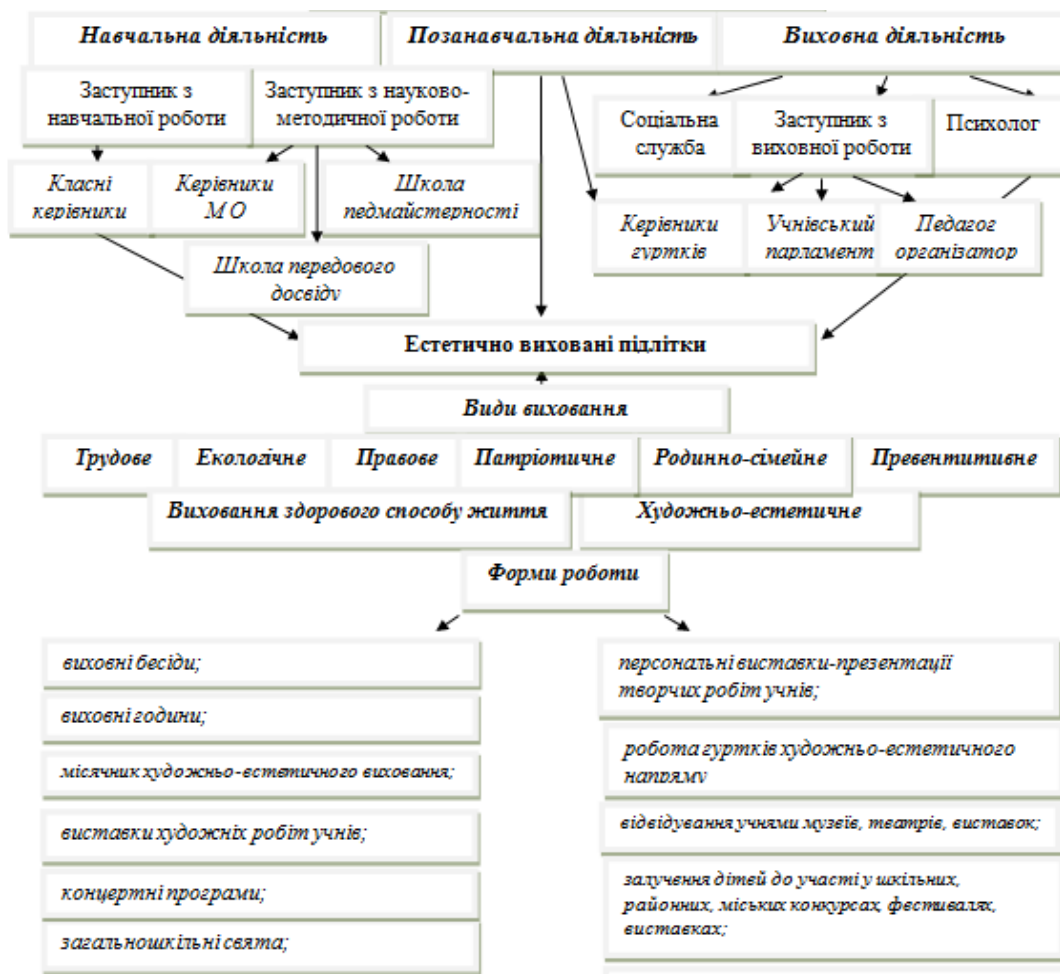 Навчальна діяльність
Позанавчальна діяльність
Виховна діяльність
Заступник з
навчальної роботи
Заступник з науково-
методичної роботи
Соціальна
служба
Заступник з
виховної роботи
Психолог
Класні
керівники
Керівники
М О
Школа
педмайстерності
Керівники
гуртків
Учнівський
парламент
Педагог
організатор
Школа передового
досвіду
Естетично виховані підлітки
Види виховання
Трудове
Екологічне
Правове
Патріотичне
Родинно-сімейне
Превентитивне
Виховання здорового способу життя
Художньо-естетичне
Форми роботи
виховні бесіди;
виховні години;
місячник художньо-естетичного виховання;
виставки художніх робіт учнів;
концертні програми;
загальношкільні свята;
персональні виставки-презентації
творчих робіт учнів;
робота гуртків художньо-естетичного
напряму
відвідування учнями музеїв, театрів, виставок;
залучення дітей до участі у шкільних,
районних, міських конкурсах, фестивалях,
виставках;